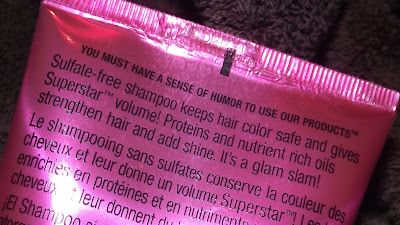 YOU MUST HAVE A SENSE OF HUMOR TO USE OUR PRODUCTS™
Sulfate-free shampoo keeps hair color safe and gives
Superstar™ volume! Proteins and nutrient rich oils
strengthen hair and add shine. It's a glam slam!
Le shampooing sans sulfates conserve la couleur des
cheveux et leur donne un volume Superstar™! Les
enrichies en protéines et en nutriments
cheveux et leur donnent du
¡El Shampoo